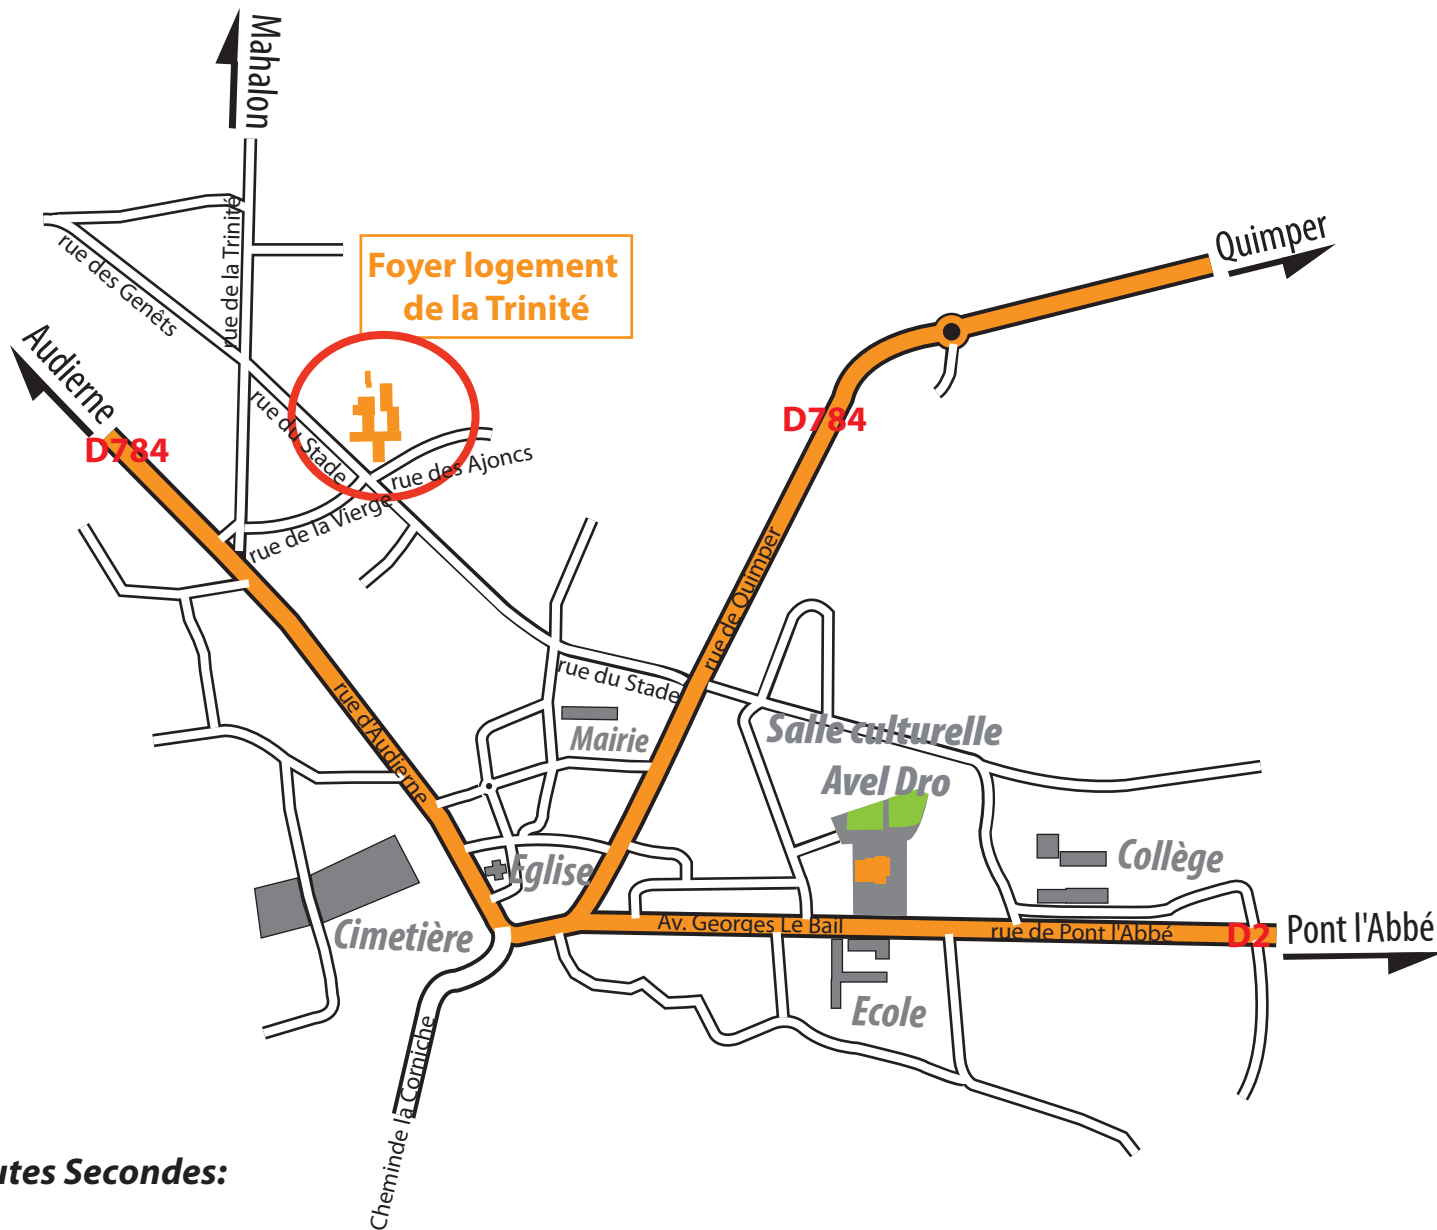 Mahalon
Quimper
rue de la Trinité
rue des Genêts
Foyer logement
de la Trinité
Audierne
D784
D784
rue du Stade
rue des Ajoncs
rue de la Vierge
rue de Quimper
rue du Stade
rue d'Audierne
Mairie
Salle culturelle
Avel Dro
Eglise
Collège
Cimetière
Av. Georges Le Bail
rue de Pont l'Abbé
D2
Pont l'Abbé
Ecole
Cheminde la Corniche
utes Secondes: